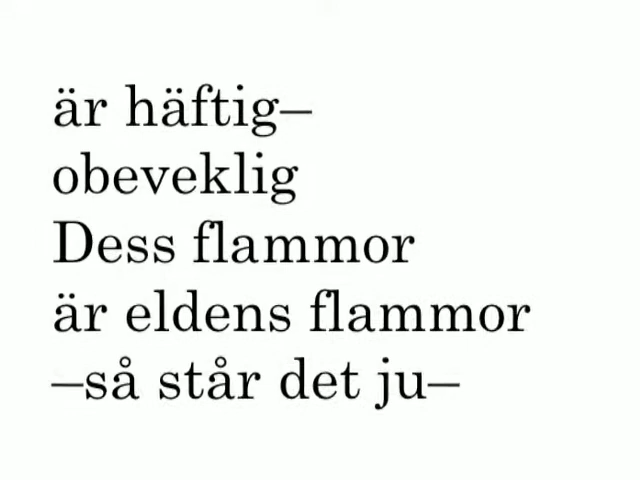 är häftig–
obeveklig
Dess flammor
är eldens flammor
–så står det ju–